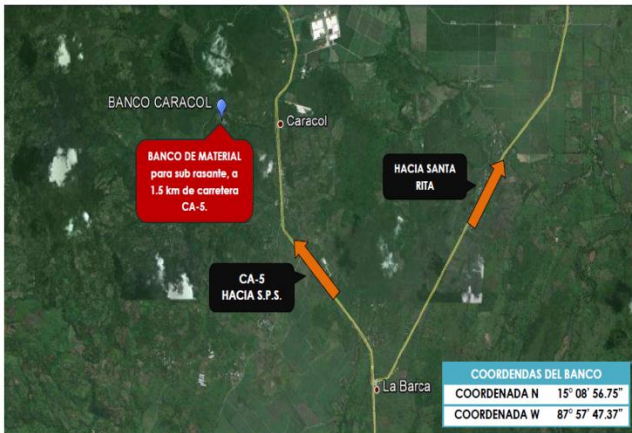 BANCO CARACOL
Caracol
BANCO DE MATERIAL
para sub rasante, a
1.5 km de carretera
CA-5.
HACIA SANTA
RITA
CA-5
HACIA S.P.S.
La Barca
COORDENDAS DEL BANCO
COORDENADA N 15° 08' 56.75"
COORDENADA W 87° 57' 47.37"